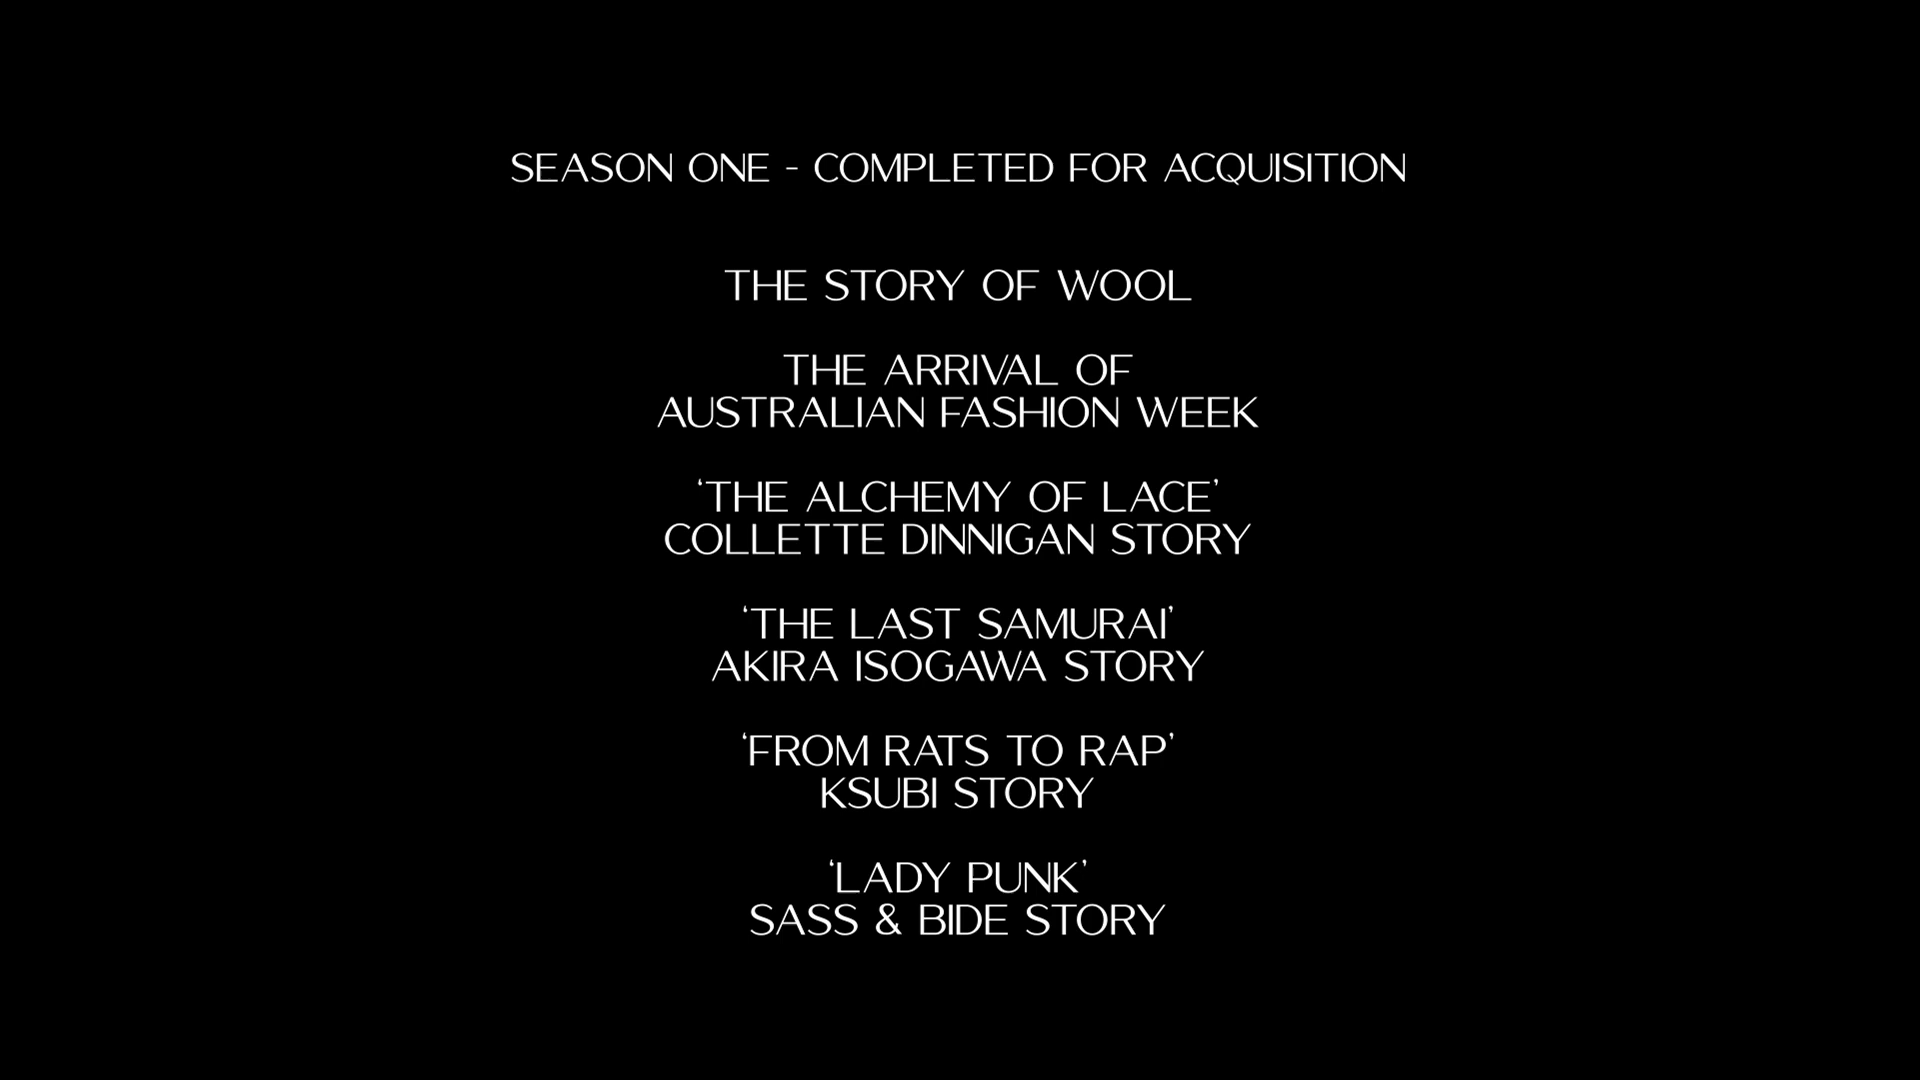 SEASON ONE - COMPLETED FOR ACQUISITION
THE STORY OF WOOL
THE ARRIVAL OF
AUSTRALIAN FASHION WEEK
‘THE ALCHEMY OF LACE’
COLLETTE DINNIGAN STORY
‘THE LAST SAMURAI’
AKIRA ISOGAWA STORY
‘FROM RATS TO RAP’
KSUBI STORY
‘LADY PUNK’
SASS & BIDE STORY